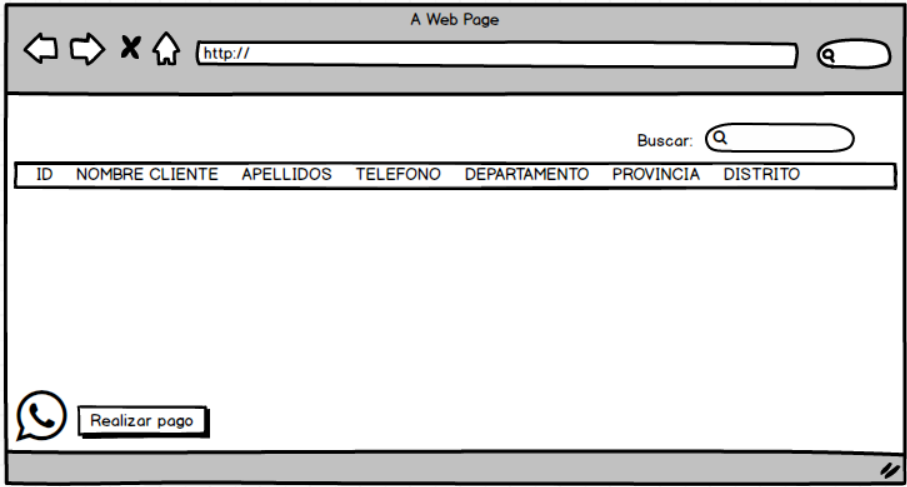 A Web Page
http://
Buscar:
ID NOMBRE CLIENTE APELLIDOS TELEFONO DEPARTAMENTO PROVINCIA DISTRITO
Realizar pago